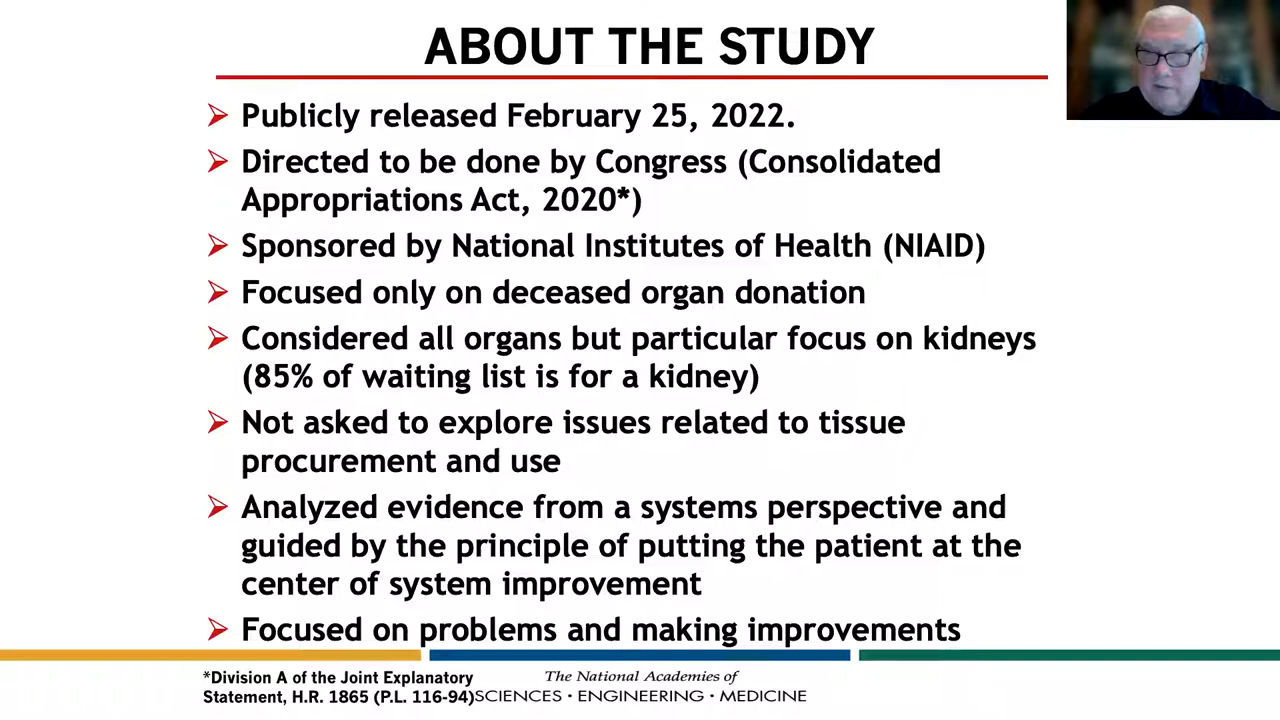 ABOUT THE STUDY
➢ Publicly released February 25, 2022.
➢ Directed to be done by Congress (Consolidated
Appropriations Act, 2020*)
➢ Sponsored by National Institutes of Health (NIAID)
➢ Focused only on deceased organ donation
➢ Considered all organs but particular focus on kidneys
(85% of waiting list is for a kidney)
➢ Not asked to explore issues related to tissue
procurement and use
➢ Analyzed evidence from a systems perspective and
guided by the principle of putting the patient at the
center of system improvement
➢ Focused on problems and making improvements
*Division A of the Joint Explanatory
Statement, H.R. 1865 (P.L. 116-94)
The National Academies of
SCIENCES · ENGINEERING · MEDICINE